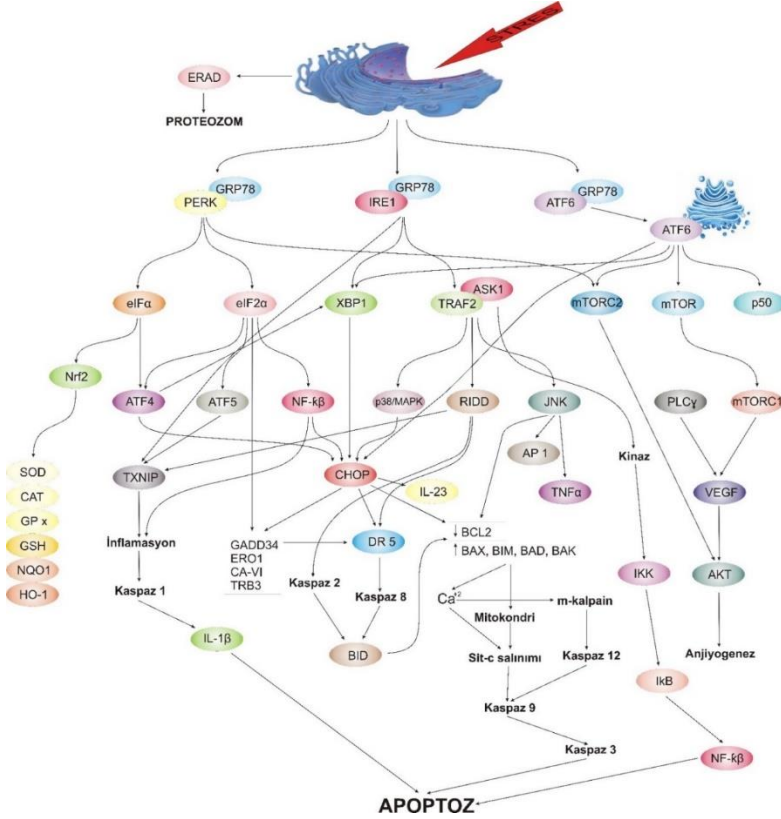 STRES
ERAD
PROTEOZOM
GRP78
PERK
GRP78
IRE1
GRP78
ATF6
ATF6
eIFα
eIF2α
XBP1
ASK1
TRAF2
mTORC2
mTOR
p50
Nrf2
ATF4
ATF5
NF-ƙβ
p38/MAPK
RIDD
JNK
PLCɣ
mTORC1
AP 1
Kinaz
SOD
TXNIP
CHOP
IL-23
TNFα
VEGF
CAT
GP x
GSH
NQO1
HO-1
İnflamasyon
Kaspaz 1
GADD34
ERO1
CA-VI
TRB3
DR 5
↓ BCL2
↑ BAX, BIM, BAD, BAK
Kaspaz 2
Kaspaz 8
IKK
AKT
Ca+2
m-kalpain
Mitokondri
IL-1β
BID
Sit-c salınımı
Kaspaz 12
Anjiyogenez
IkB
Kaspaz 9
Kaspaz 3
NF-ƙβ
APOPTOZ